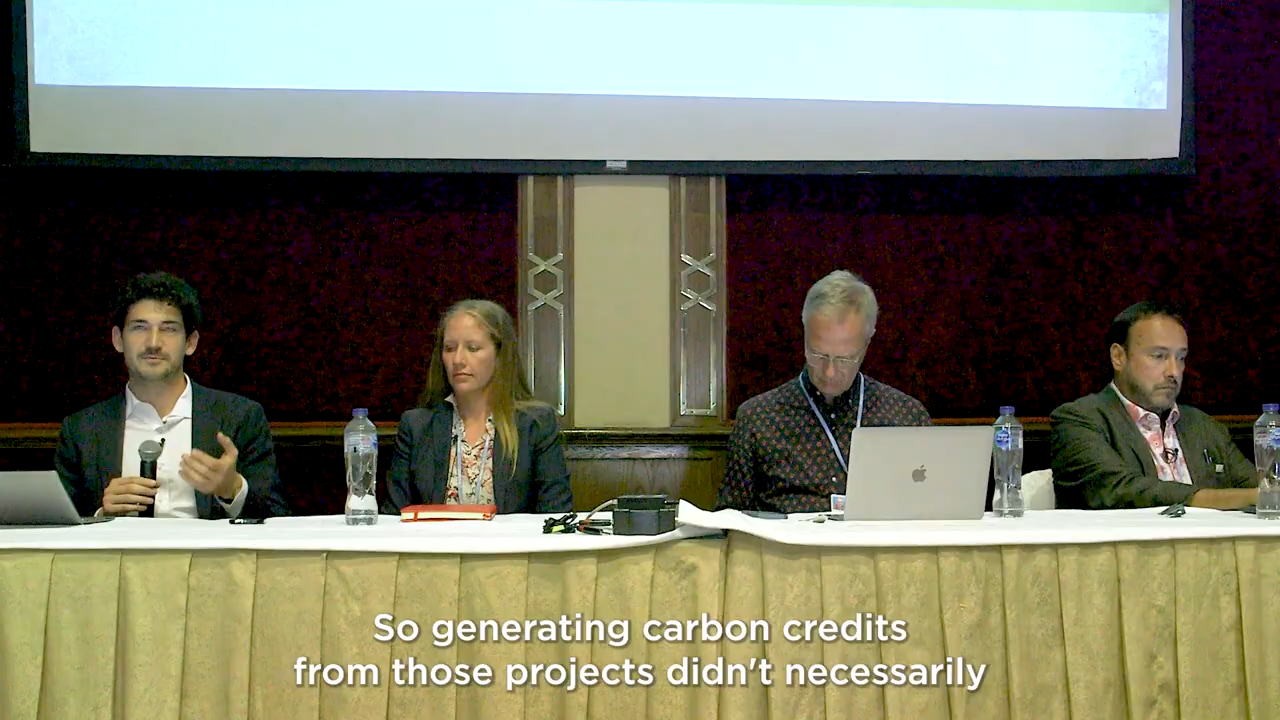 So generating carbon credits
from those projects didn't necessarily